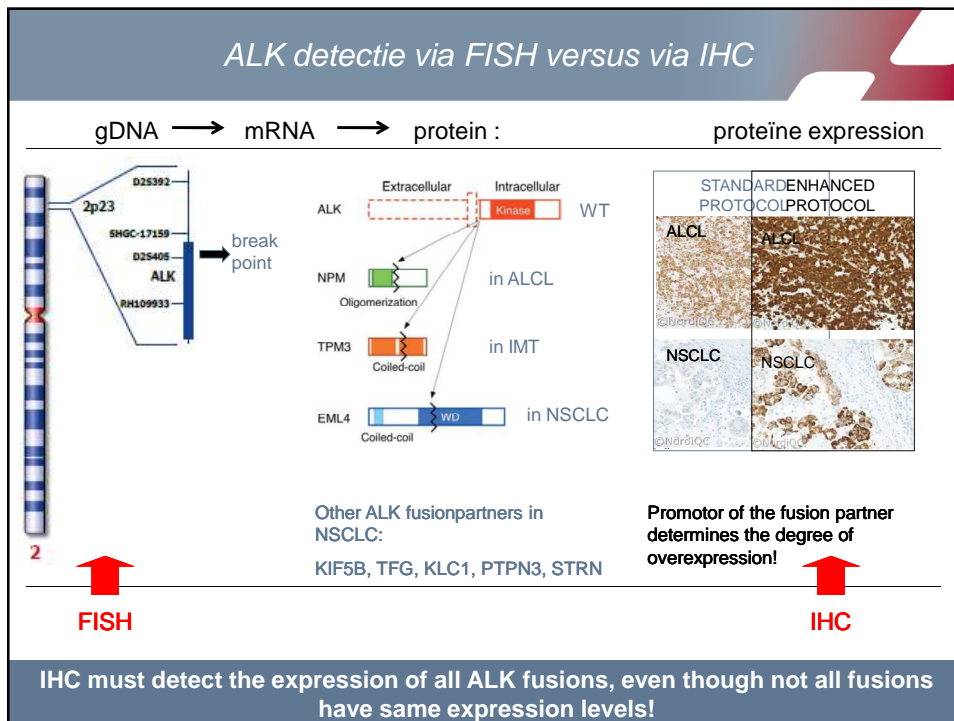 ALK detectie via FISH versus via IHC
gDNA → mRNA → protein : proteïne expression
D2S392
2p23
SHGC-17159
D2S405
ALK
RH109933
break
point
2
Extracellular Intracellular
ALK Kinase WT
NPM in ALCL
Oligomerization
TPM3 in IMT
Coiled-coil
EML4 WD in NSCLC
Coiled-coil
STANDARD ENHANCED
PROTOCOL PROTOCOL
ALCL ALCL
©NordiQC ©NordiQC
NSCLC NSCLC
©NordiQC ©NordiQC
Other ALK fusionpartners in
NSCLC:
KIF5B, TFG, KLC1, PTPN3, STRN
Promotor of the fusion partner
determines the degree of
overexpression!
FISH IHC
IHC must detect the expression of all ALK fusions, even though not all fusions
have same expression levels!